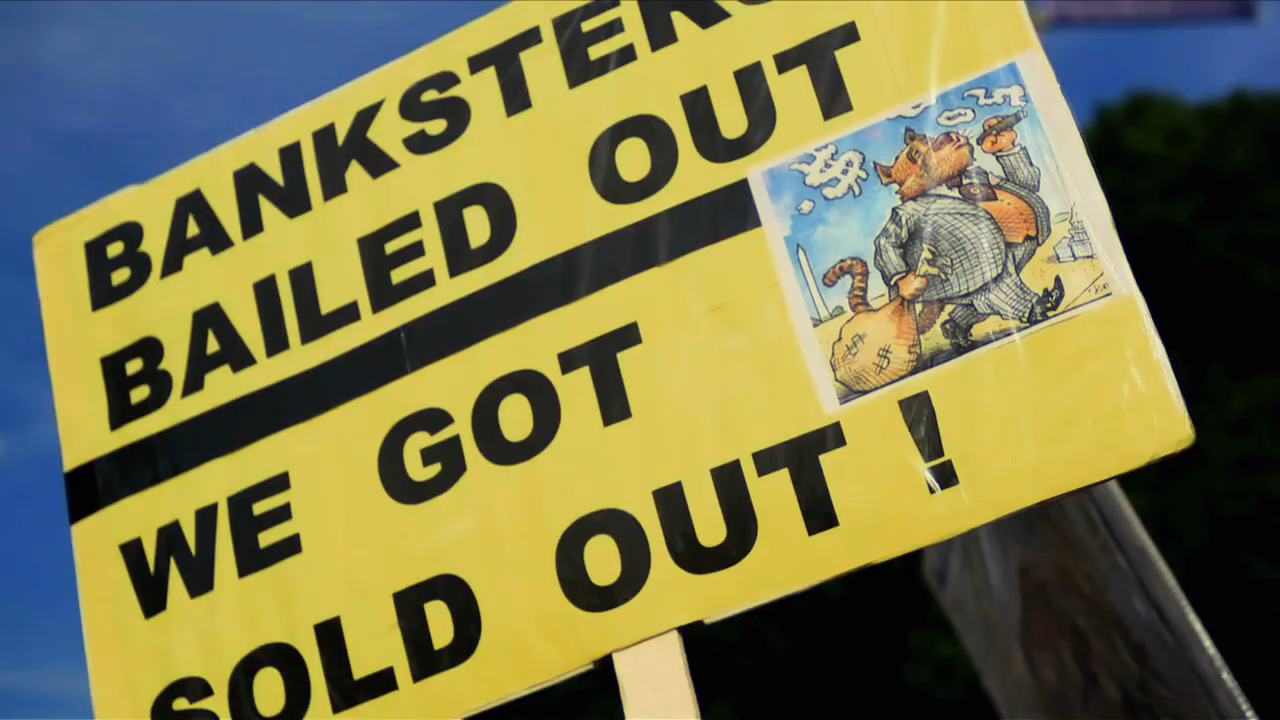 BANKSTERS
BAILED OUT
WE GOT
SOLD OUT !
$
$ $